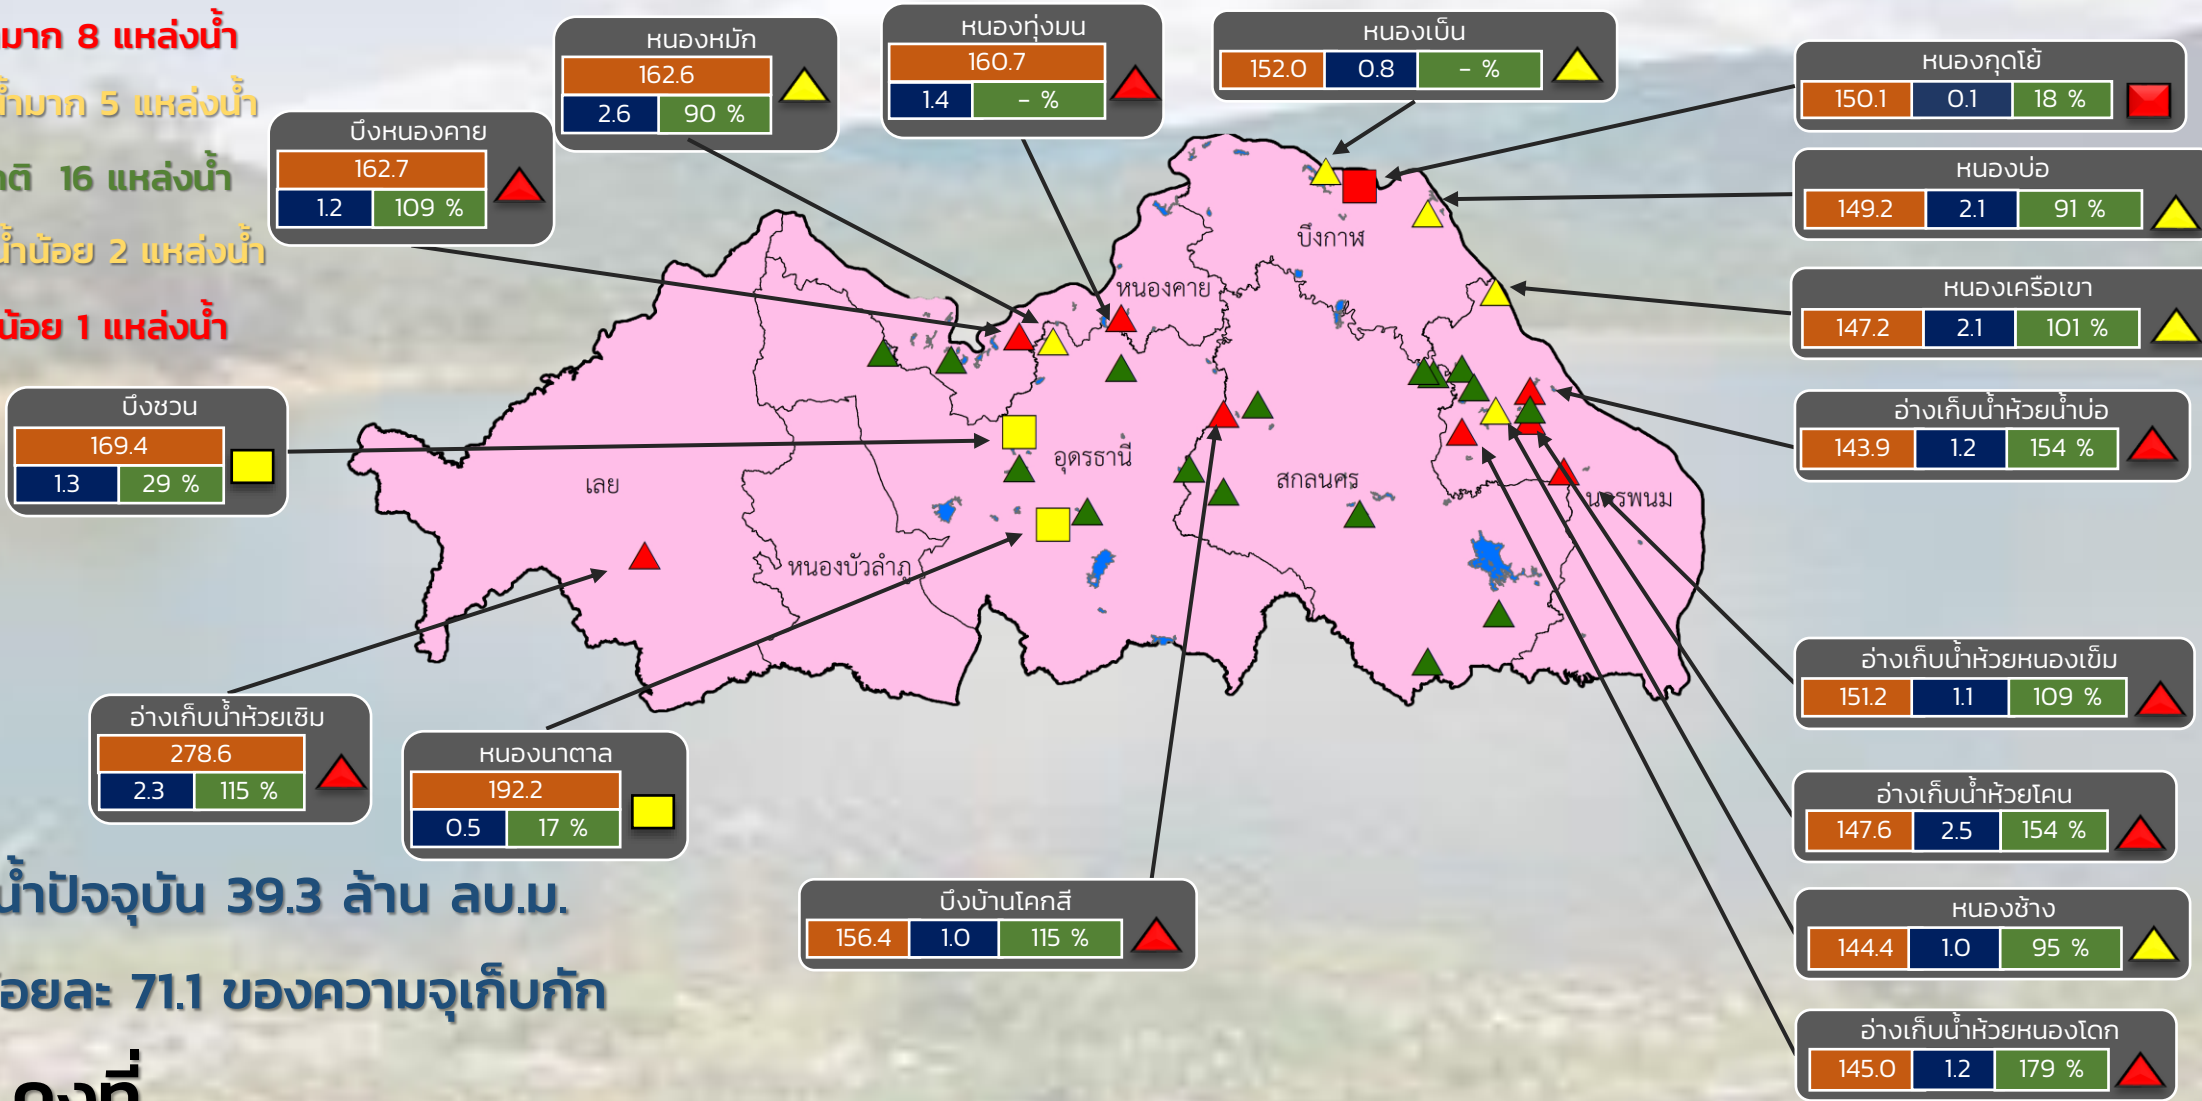 มาก 8 แหล่งน้ำ
น้ำมาก 5 แหล่งน้ำ
16 แหล่งน้ำ
น้ำน้อย 2 แหล่งน้ำ
น้อย 1 แหล่งน้ำ
บึงหนองคาย
162.7
1.2 109 %
หนองหมัก
162.6
2.6 90 %
หนองทุ่งมน
160.7
1.4 - %
หนองเบ็น
152.0 0.8 - %
หนองกุดโย้
150.1 0.1 18 %
หนองบ่อ
149.2 2.1 91 %
หนองเครือเขา
147.2 2.1 101 %
อ่างเก็บน้ำห้วยน้ำบ่อ
143.9 1.2 154 %
อ่างเก็บน้ำห้วยหนองเข็ม
151.2 1.1 109 %
อ่างเก็บน้ำห้วยโคน
147.6 2.5 154 %
หนองช้าง
144.4 1.0 95 %
อ่างเก็บน้ำห้วยหนองโดก
145.0 1.2 179 %
บึงชวน
169.4
1.3 29 %
อ่างเก็บน้ำห้วยเซิม
278.6
2.3 115 %
หนองนาตาล
192.2
0.5 17 %
บึงบ้านโคกสี
156.4 1.0 115 %
บึงกาฬ
หนองคาย
อุดรธานี
เลย
สกลนคร
นครพนม
หนองบัวลำภู
น้ำปัจจุบัน 39.3 ล้าน ลบ.ม.
ร้อยละ 71.1 ของความจุเก็บกัก